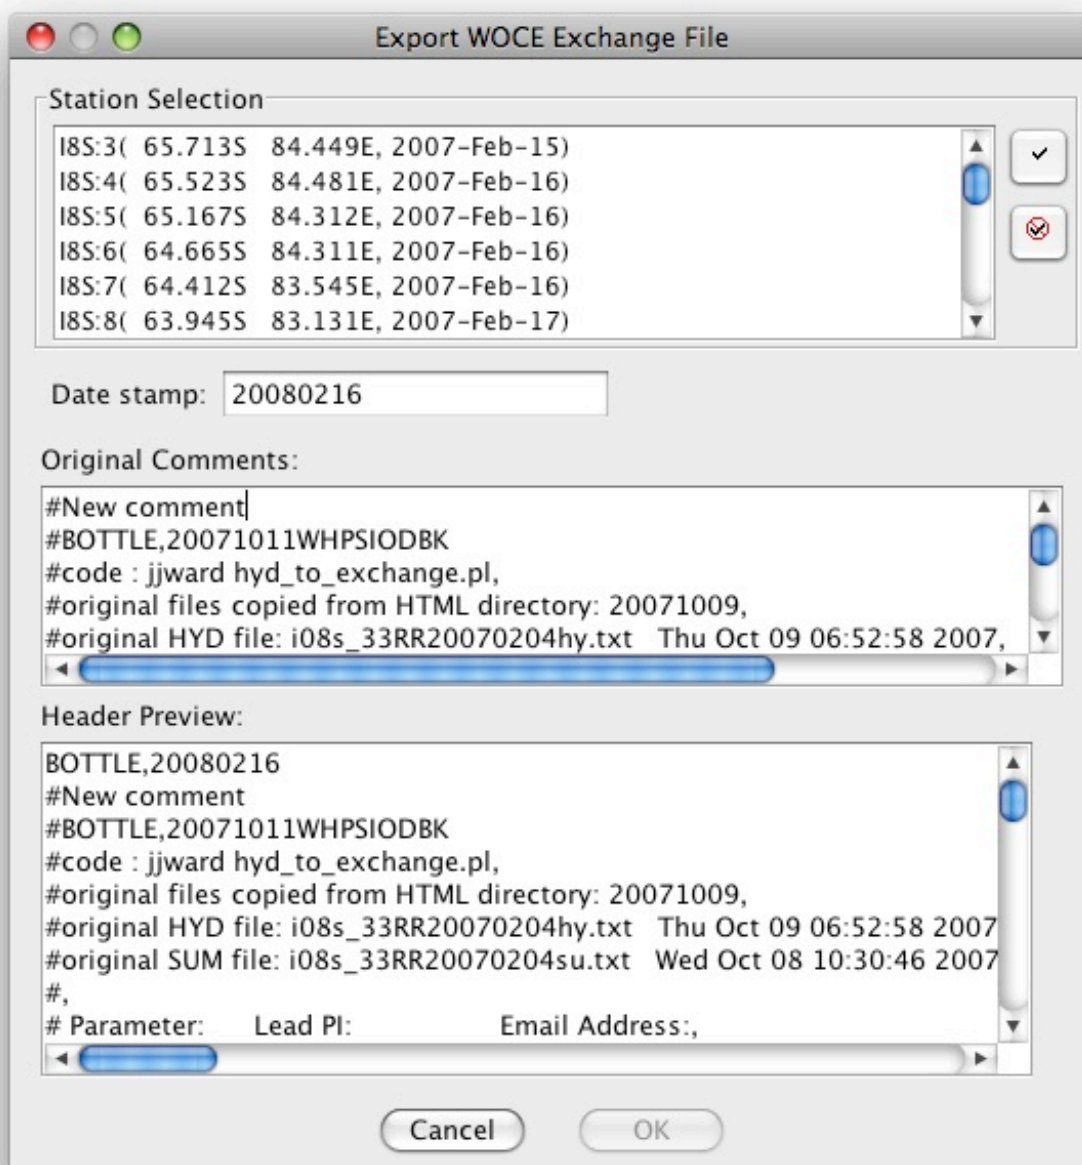 Export WOCE Exchange File
Station Selection
I8S:3(  65.713S   84.449E, 2007-Feb-15)
I8S:4(  65.523S   84.481E, 2007-Feb-16)
I8S:5(  65.167S   84.312E, 2007-Feb-16)
I8S:6(  64.665S   84.311E, 2007-Feb-16)
I8S:7(  64.412S   83.545E, 2007-Feb-16)
I8S:8(  63.945S   83.131E, 2007-Feb-17)
Date stamp: 20080216
Original Comments:
#New comment
#BOTTLE,20071011WHPSIODBK
#code : jjward hyd_to_exchange.pl,
#original files copied from HTML directory: 20071009,
#original HYD file: i08s_33RR20070204hy.txt   Thu Oct 09 06:52:58 2007,
Header Preview:
BOTTLE,20080216
#New comment
#BOTTLE,20071011WHPSIODBK
#code : jjward hyd_to_exchange.pl,
#original files copied from HTML directory: 20071009,
#original HYD file: i08s_33RR20070204hy.txt   Thu Oct 09 06:52:58 2007
#original SUM file: i08s_33RR20070204su.txt   Wed Oct 08 10:30:46 2007
#,
# Parameter:      Lead PI:                  Email Address:,
Cancel OK